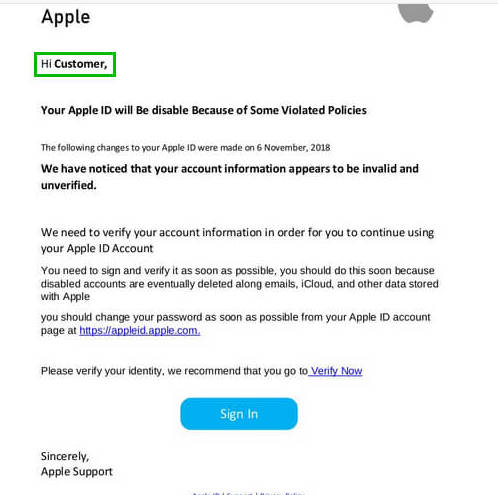 Apple
Hi Customer,
Your Apple ID will Be disable Because of Some Violated Policies
The following changes to your Apple ID were made on 6 November, 2018
We have noticed that your account information appears to be invalid and
unverified.
We need to verify your account information in order for you to continue using
your Apple ID Account
You need to sign and verify it as soon as possible, you should do this soon because
disabled accounts are eventually deleted along emails, iCloud, and other data stored
with Apple
you should change your password as soon as possible from your Apple ID account
page at https://appleid.apple.com.
Please verify your identity, we recommend that you go to Verify Now
Sign In
Sincerely,
Apple Support
Apple ID | Support | Privacy Policy